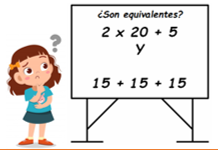 ¿Son equivalentes?
2 x 20 + 5
Y
15 + 15 + 15
?